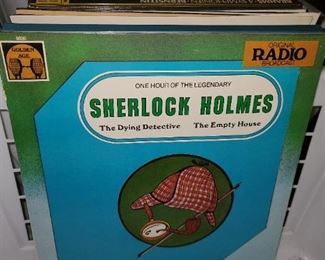 GOLDEN AGE
ORIGINAL
RADIO
BROADCAST
ONE HOUR OF THE LEGENDARY
SHERLOCK HOLMES
The Dying Detective The Empty House